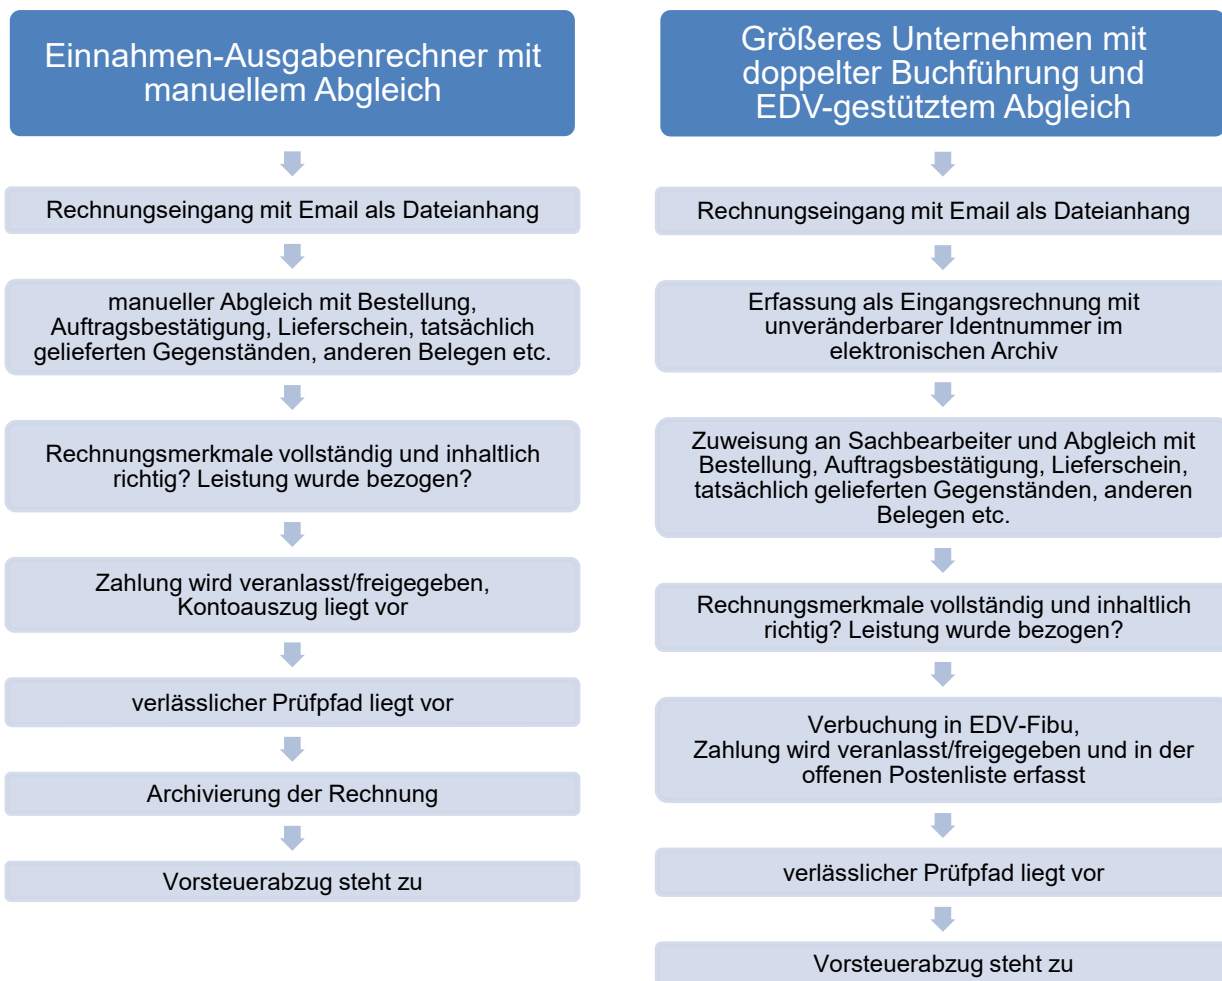 Einnahmen-Ausgabenrechner mit
manuellem Abgleich
Rechnungseingang mit Email als Dateianhang
manueller Abgleich mit Bestellung,
Auftragsbestätigung, Lieferschein, tatsächlich
gelieferten Gegenständen, anderen Belegen etc.
Rechnungsmerkmale vollständig und inhaltlich
richtig? Leistung wurde bezogen?
Zahlung wird veranlasst/freigegeben,
Kontoauszug liegt vor
verlässlicher Prüfpfad liegt vor
Archivierung der Rechnung
Vorsteuerabzug steht zu
Größeres Unternehmen mit
doppelter Buchführung und
EDV-gestütztem Abgleich
Rechnungseingang mit Email als Dateianhang
Erfassung als Eingangsrechnung mit
unveränderbarer Identnummer im
elektronischen Archiv
Zuweisung an Sachbearbeiter und Abgleich mit
Bestellung, Auftragsbestätigung, Lieferschein,
tatsächlich gelieferten Gegenständen, anderen
Belegen etc.
Rechnungsmerkmale vollständig und inhaltlich
richtig? Leistung wurde bezogen?
Verbuchung in EDV-Fibu,
Zahlung wird veranlasst/freigegeben und in der
offenen Postenliste erfasst
verlässlicher Prüfpfad liegt vor
Vorsteuerabzug steht zu